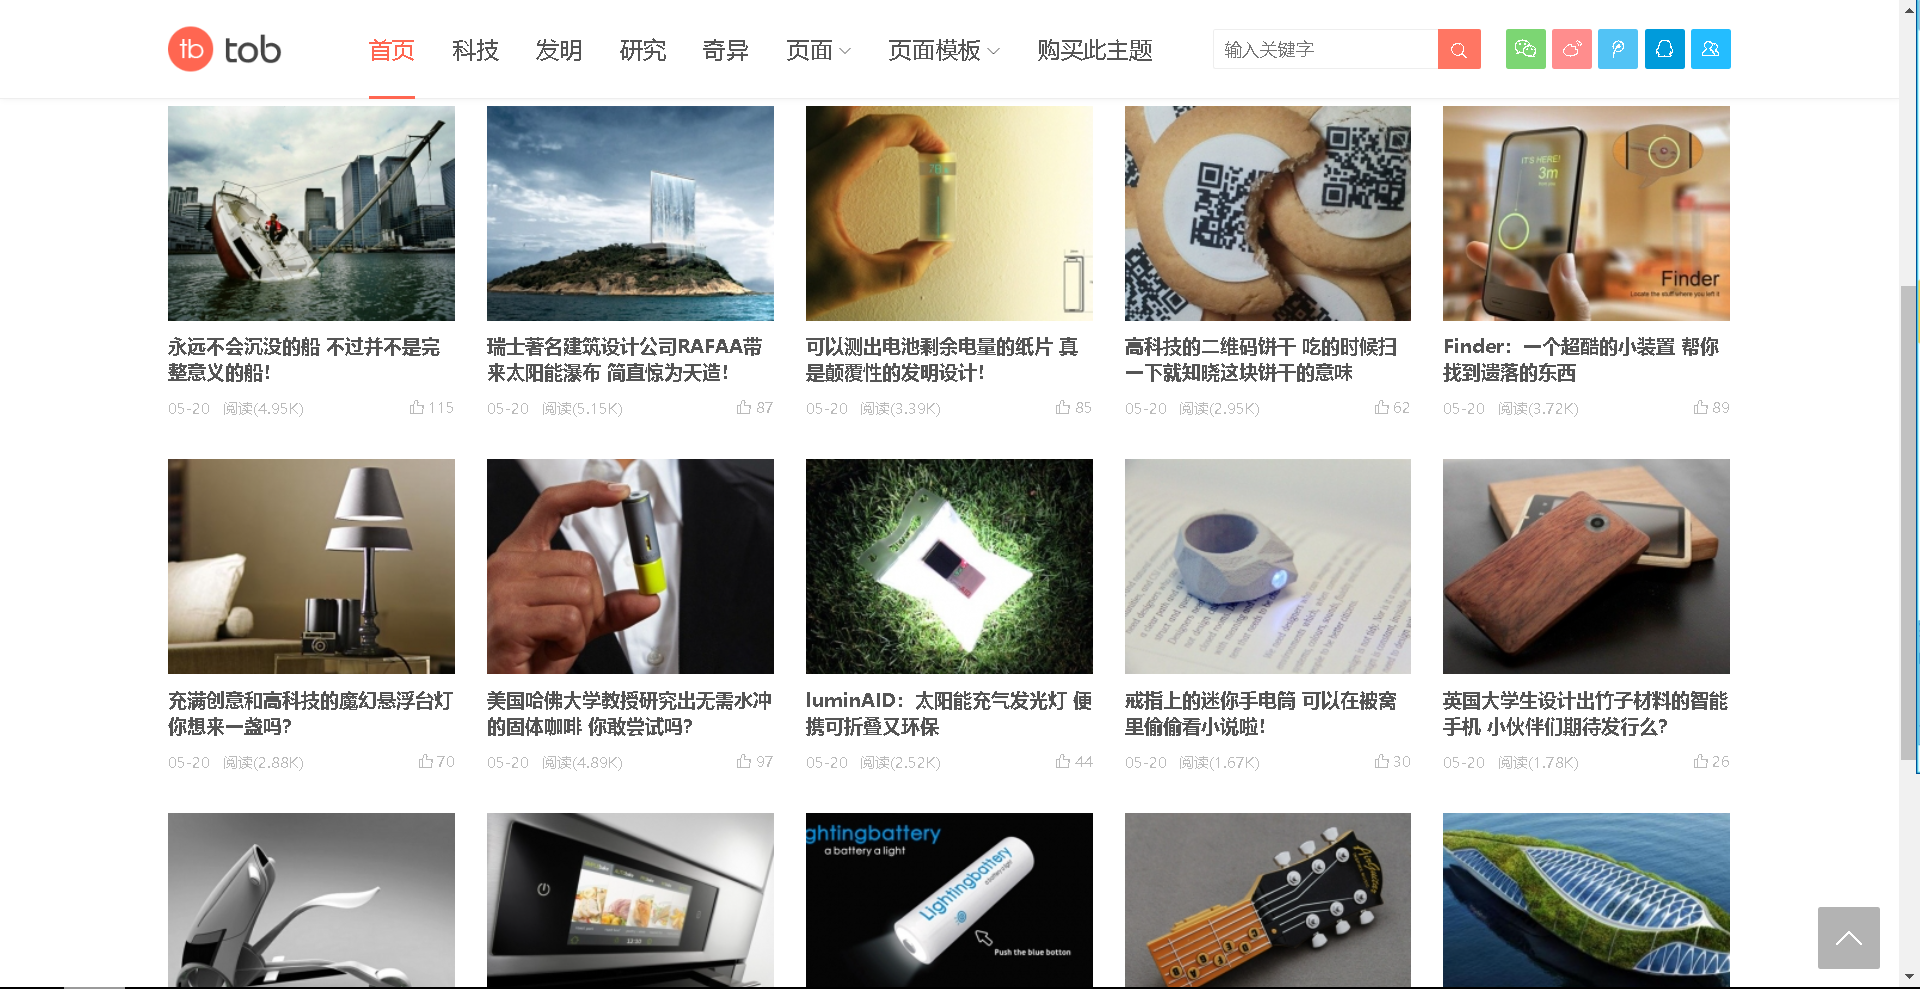 tb tob
首页 科技 发明 研究 奇异 页面 页面模板 购买此主题 输入关键字
78
IT'S HERE!
3m
Finder
Locate the stuff where you left it
永远不会沉没的船 不过并不是完
整意义的船！
05-20 阅读(4.95K) 115
瑞士著名建筑设计公司RAFAA带
来太阳能瀑布 简直惊为天造！
05-20 阅读(5.15K) 87
可以测出电池剩余电量的纸片 真
是颠覆性的发明设计！
05-20 阅读(3.39K) 85
高科技的二维码饼干 吃的时候扫
一下就知晓这块饼干的意味
05-20 阅读(2.95K) 62
Finder：一个超酷的小装置 帮你
找到遗落的东西
05-20 阅读(3.72K) 89
充满创意和高科技的魔幻悬浮台灯
你想来一盏吗？
05-20 阅读(2.88K) 70
美国哈佛大学教授研究出无需水冲
的固体咖啡 你敢尝试吗？
05-20 阅读(4.89K) 97
luminAID：太阳能充气发光灯 便
携可折叠又环保
05-20 阅读(2.52K) 44
戒指上的迷你手电筒 可以在被窝
里偷偷看小说啦！
05-20 阅读(1.67K) 30
英国大学生设计出竹子材料的智能
手机 小伙伴们期待发行么？
05-20 阅读(1.78K) 26
12:30
ghtingbattery
a battery a light
Lightingbattery
Push the blue botton